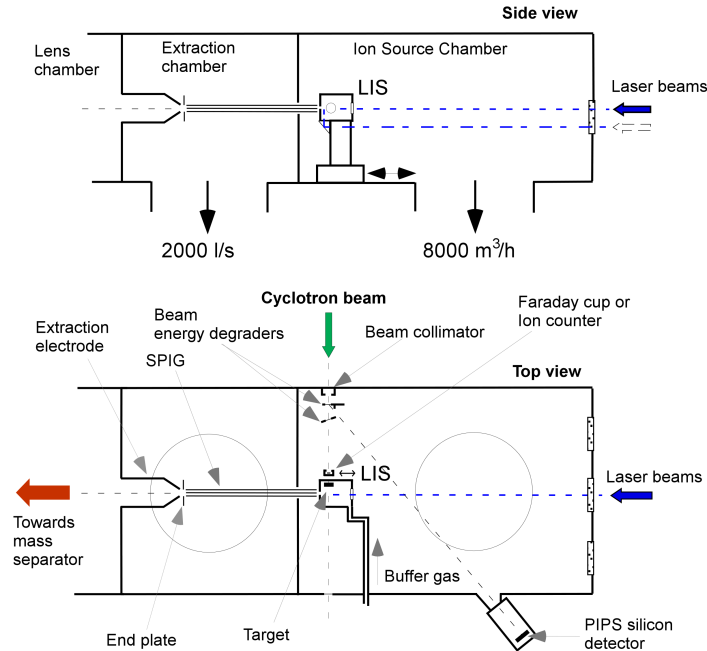 Side view
Lens
chamber
Extraction
chamber
Ion Source Chamber
LIS
Laser beams
2000 l/s
8000 m³/h
Cyclotron beam
Faraday cup or
Ion counter
Beam
energy degraders
Beam collimator
Extraction
electrode
SPIG
Top view
LIS
Laser beams
Towards
mass
separator
Buffer gas
End plate
Target
PIPS silicon
detector